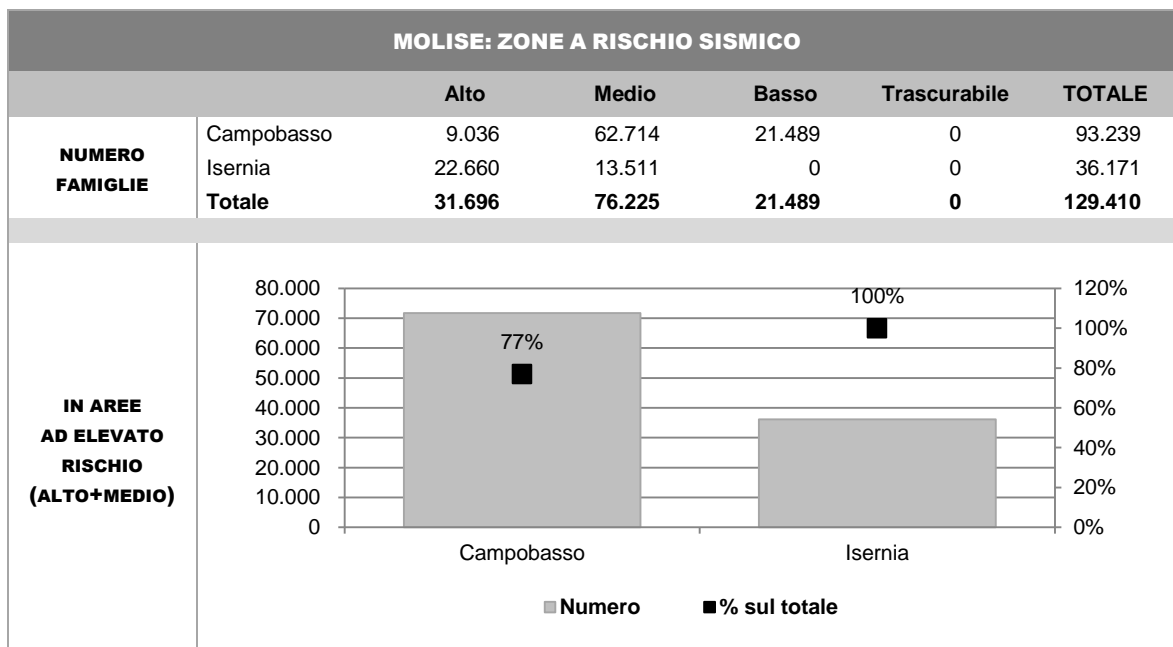 MOLISE: ZONE A RISCHIO SISMICO
Alto Medio Basso Trascurabile TOTALE
NUMERO
FAMIGLIE
Campobasso 9.036 62.714 21.489 0 93.239
Isernia 22.660 13.511 0 0 36.171
Totale 31.696 76.225 21.489 0 129.410
IN AREE
AD ELEVATO
RISCHIO
(ALTO+MEDIO)
80.000
70.000
60.000
50.000
40.000
30.000
20.000
10.000
0
77%
100%
120%
100%
80%
60%
40%
20%
0%
Campobasso Isernia
Numero % sul totale